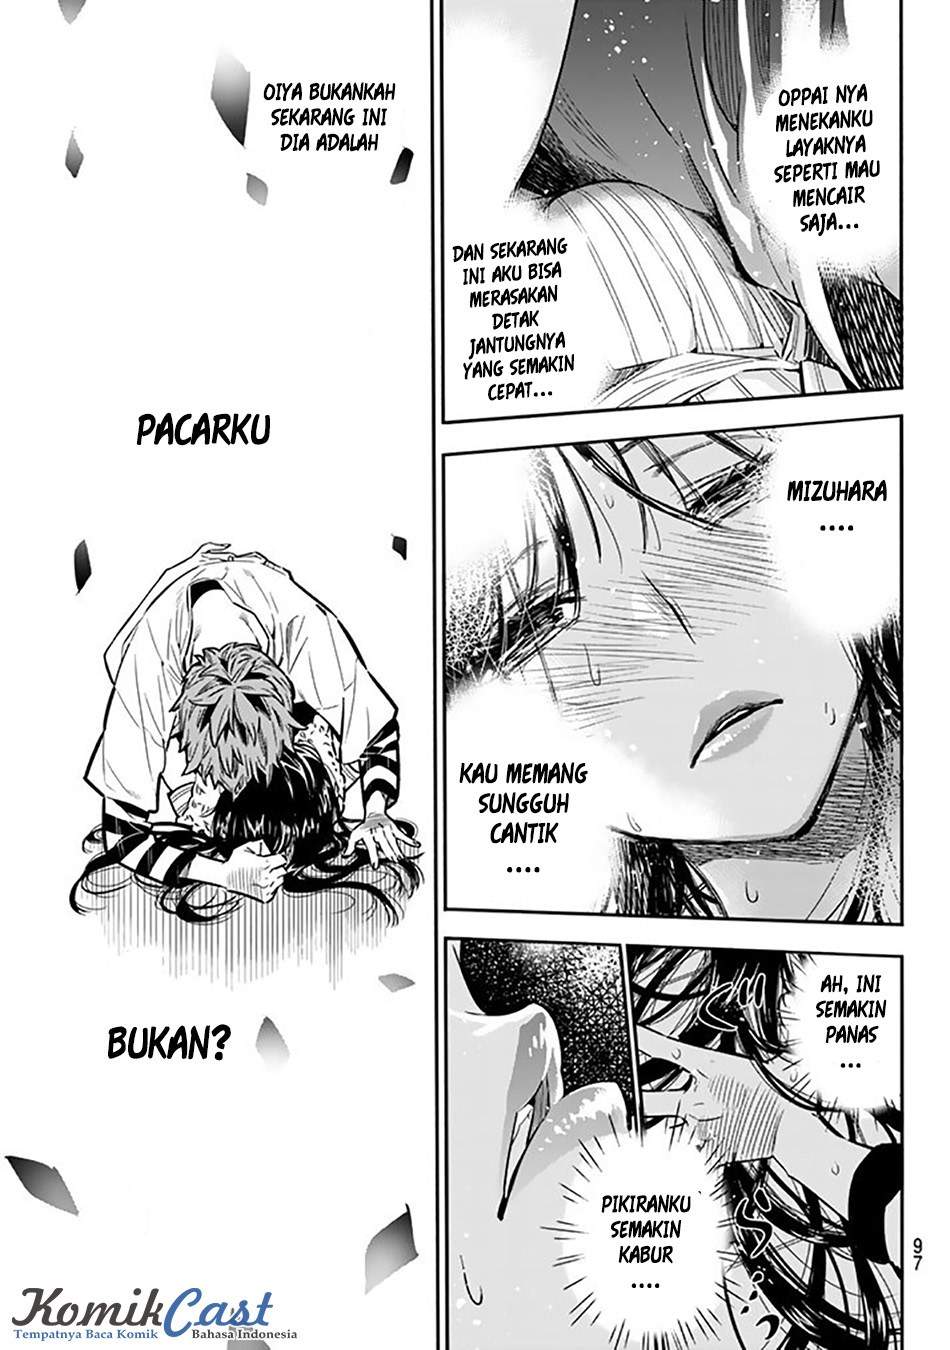 OPPAI NYA
MENEKANKU
LAYAKNYA
SEPERTI MAU
MENCAIR
SAJA...
DAN SEKARANG
INI AKU BISA
MERASAKAN
DETAK
JANTUNGNYA
YANG SEMAKIN
CEPAT...
MIZUHARA
....
KAU MEMANG
SUNGGUH
CANTIK
....
AH, INI
SEMAKIN
PANAS
...
PIKIRANKU
SEMAKIN
KABUR
....
OIYA BUKANKAH
SEKARANG INI
DIA ADALAH
PACARKU
BUKAN?
97
KomikCast
Tempatnya Baca Komik Bahasa Indonesia